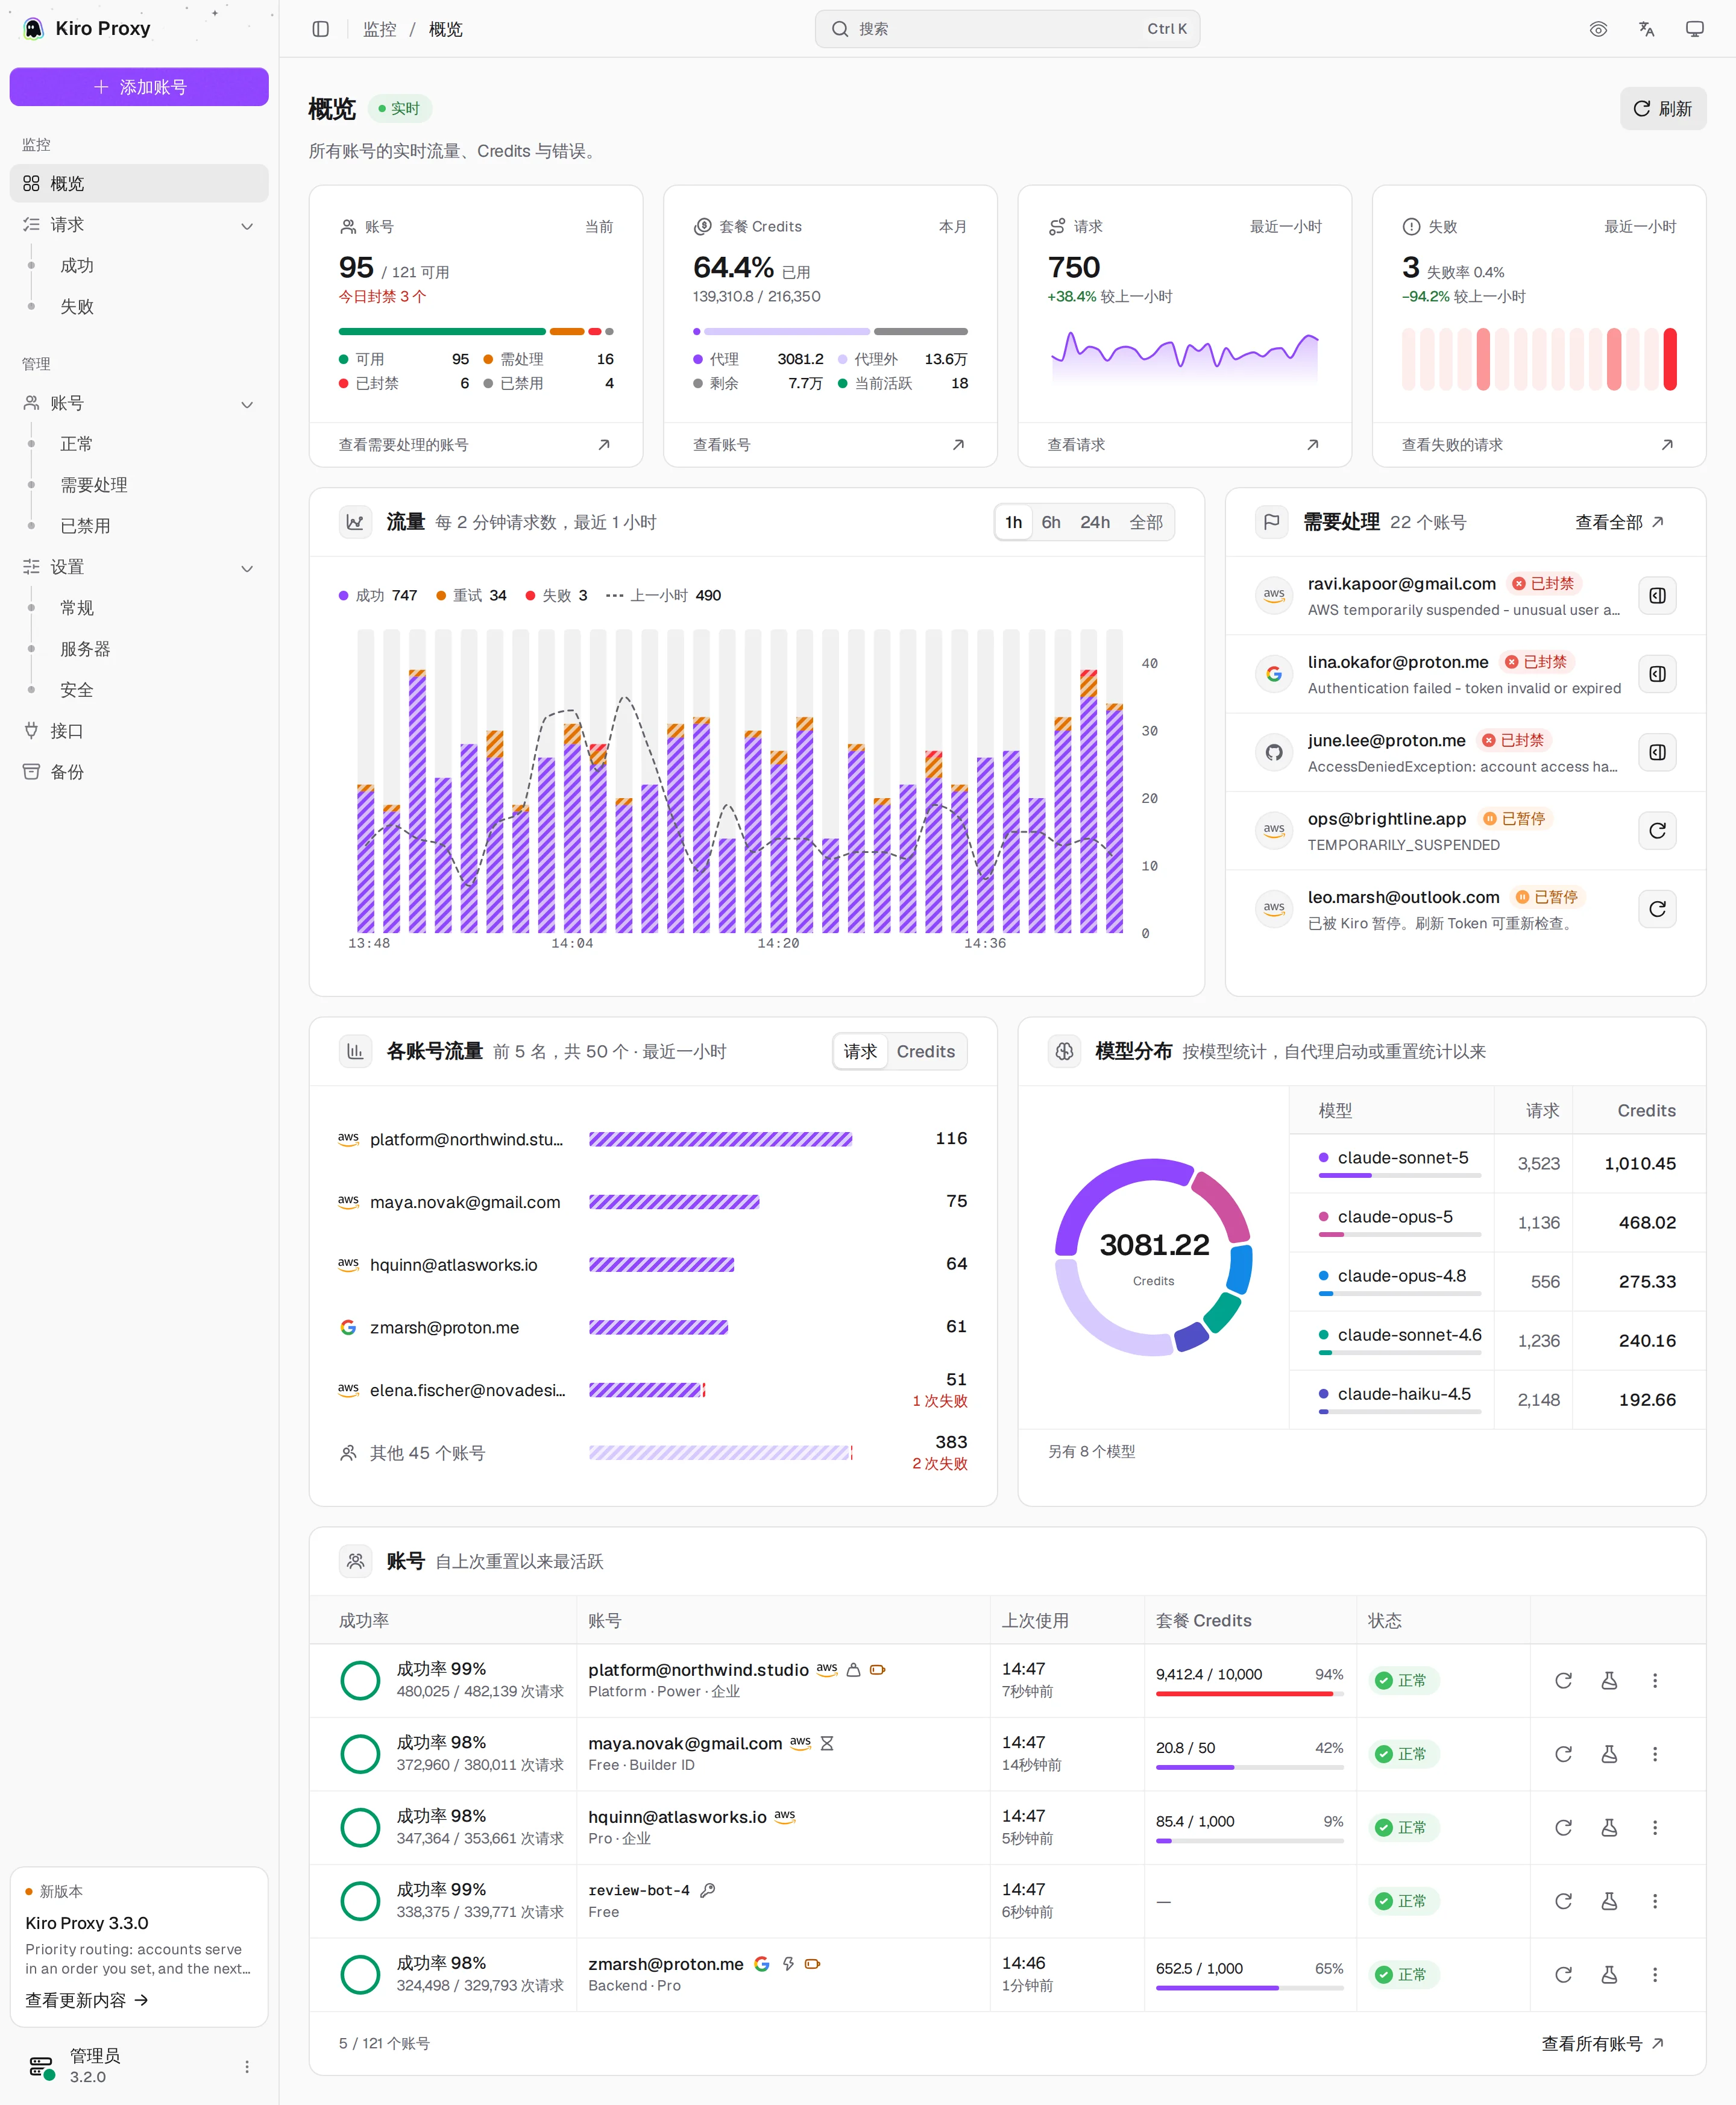 Kiro Proxy
添加账号
监控
概览
请求
成功
失败
管理
账号
正常
需要处理
已禁用
设置
常规
服务器
安全
接口
备份
新版本
Kiro Proxy 3.3.0
Priority routing: accounts serve
in an order you set, and the next...
查看更新内容
管理员
3.2.0
监控 / 概览
搜索 Ctrl K
概览 实时
刷新
所有账号的实时流量、Credits 与错误。
账号 当前
95 / 121 可用
今日封禁 3 个
可用 95 需处理 16
已封禁 6 已禁用 4
查看需要处理的账号
套餐 Credits 本月
64.4% 已用
139,310.8 / 216,350
代理 3081.2 代理外 13.6万
剩余 7.7万 当前活跃 18
查看账号
请求 最近一小时
750
+38.4% 较上一小时
查看请求
失败 最近一小时
3 失败率 0.4%
−94.2% 较上一小时
查看失败的请求
流量 每 2 分钟请求数，最近 1 小时
1h 6h 24h 全部
成功 747 重试 34 失败 3 上一小时 490
40
30
20
10
0
13:48 14:04 14:20 14:36
需要处理 22 个账号 查看全部
aws ravi.kapoor@gmail.com 已封禁
AWS temporarily suspended - unusual user a...
lina.okafor@proton.me 已封禁
Authentication failed - token invalid or expired
june.lee@proton.me 已封禁
AccessDeniedException: account access ha...
aws ops@brightline.app 已暂停
TEMPORARILY_SUSPENDED
aws leo.marsh@outlook.com 已暂停
已被 Kiro 暂停。刷新 Token 可重新检查。
各账号流量 前 5 名，共 50 个 · 最近一小时
请求 Credits
aws platform@northwind.stu... 116
aws maya.novak@gmail.com 75
aws hquinn@atlasworks.io 64
zmarsh@proton.me 61
aws elena.fischer@novadesi... 51
1 次失败
其他 45 个账号 383
2 次失败
模型分布 按模型统计，自代理启动或重置统计以来
3081.22
Credits
模型 请求 Credits
claude-sonnet-5 3,523 1,010.45
claude-opus-5 1,136 468.02
claude-opus-4.8 556 275.33
claude-sonnet-4.6 1,236 240.16
claude-haiku-4.5 2,148 192.66
另有 8 个模型
账号 自上次重置以来最活跃
成功率 账号 上次使用 套餐 Credits 状态
成功率 99% platform@northwind.studio aws 14:47 9,412.4 / 10,000 94% 正常
480,025 / 482,139 次请求 Platform · Power · 企业 7秒钟前
成功率 98% maya.novak@gmail.com aws 14:47 20.8 / 50 42% 正常
372,960 / 380,011 次请求 Free · Builder ID 14秒钟前
成功率 98% hquinn@atlasworks.io aws 14:47 85.4 / 1,000 9% 正常
347,364 / 353,661 次请求 Pro · 企业 5秒钟前
成功率 99% review-bot-4 14:47 — 正常
338,375 / 339,771 次请求 Free 6秒钟前
成功率 98% zmarsh@proton.me 14:46 652.5 / 1,000 65% 正常
324,498 / 329,793 次请求 Backend · Pro 1分钟前
5 / 121 个账号 查看所有账号